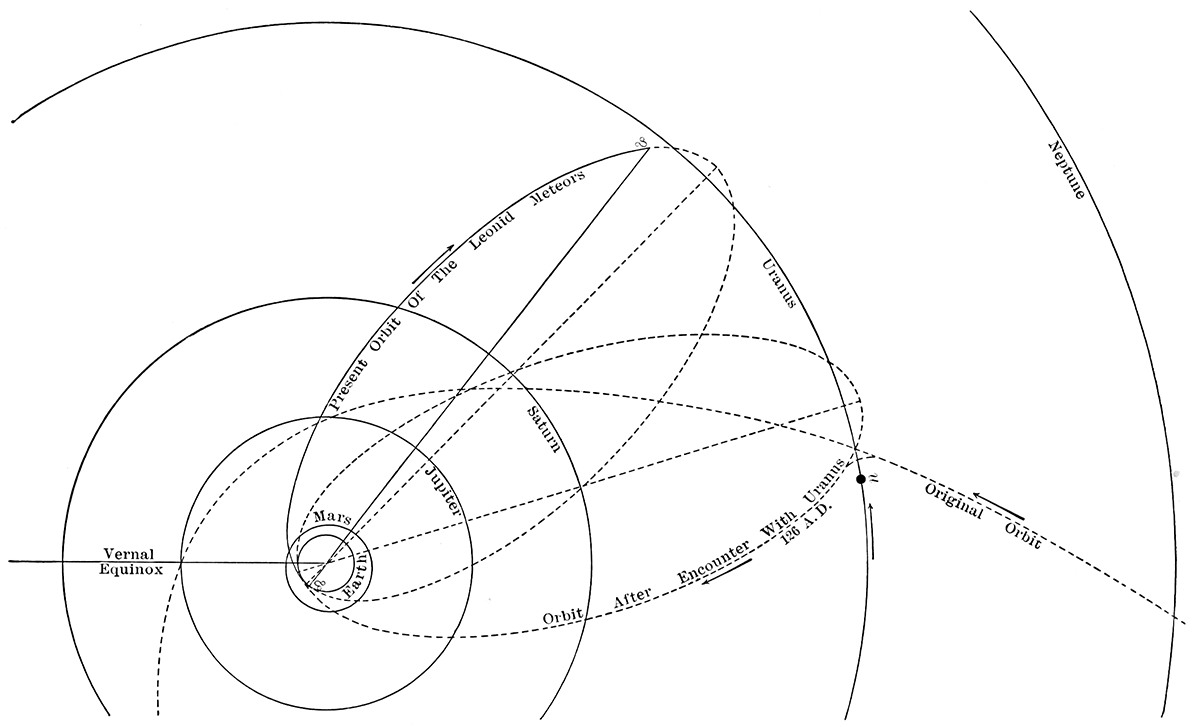 Neptune
Uranus
Present Orbit Of The Leonid Meteors
Saturn
Jupiter
Mars
Earth
Vernal
Equinox
Original Orbit
Orbit After Encounter With Uranus
126 A.D.